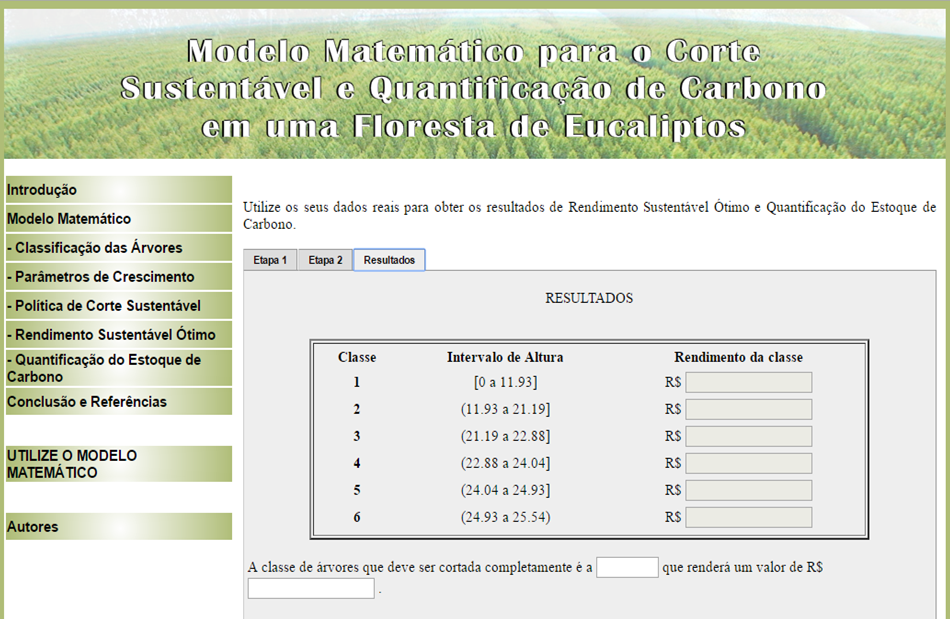 Modelo Matemático para o Corte
Sustentável e Quantificação de Carbono
em uma Floresta de Eucaliptos
Introdução
Modelo Matemático
- Classificação das Árvores
- Parâmetros de Crescimento
- Política de Corte Sustentável
- Rendimento Sustentável Ótimo
- Quantificação do Estoque de
Carbono
Conclusão e Referências
UTILIZE O MODELO
MATEMÁTICO
Autores
Utilize os seus dados reais para obter os resultados de Rendimento Sustentável Ótimo e Quantificação do Estoque de
Carbono.
Etapa 1 Etapa 2 Resultados
RESULTADOS
Classe Intervalo de Altura Rendimento da classe
1 [0 a 11.93] R$
2 (11.93 a 21.19] R$
3 (21.19 a 22.88] R$
4 (22.88 a 24.04] R$
5 (24.04 a 24.93] R$
6 (24.93 a 25.54) R$
A classe de árvores que deve ser cortada completamente é a que renderá um valor de R$
.